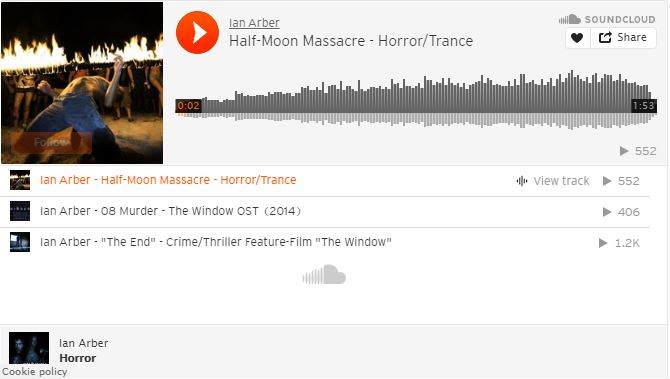 Ian Arber
SOUNDCLOUD
Half-Moon Massacre - Horror/Trance
Share
0:02
1:53
Follow
552
Ian Arber - Half-Moon Massacre - Horror/Trance
View track
552
Ian Arber - 08 Murder - The Window OST (2014)
406
Ian Arber - "The End" - Crime/Thriller Feature-Film "The Window"
1.2K
Ian Arber
Horror
Cookie policy